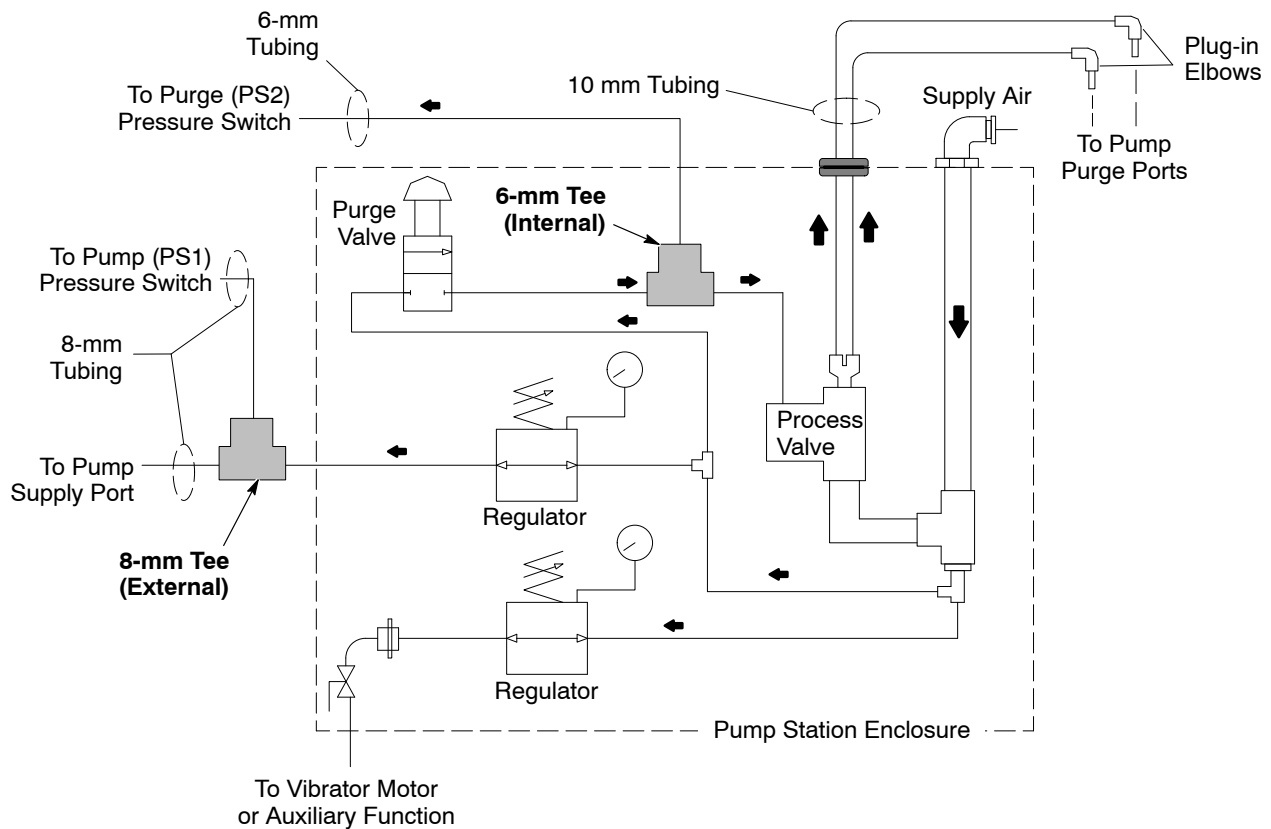 6-mm
Tubing
Plug-in
Elbows
10 mm Tubing
Supply Air
To Purge (PS2)
Pressure Switch
To Pump
Purge Ports
6-mm Tee
(Internal)
Purge
Valve
To Pump (PS1)
Pressure Switch
8-mm
Tubing
Process
Valve
To Pump
Supply Port
Regulator
8-mm Tee
(External)
Regulator
Pump Station Enclosure
To Vibrator Motor
or Auxiliary Function